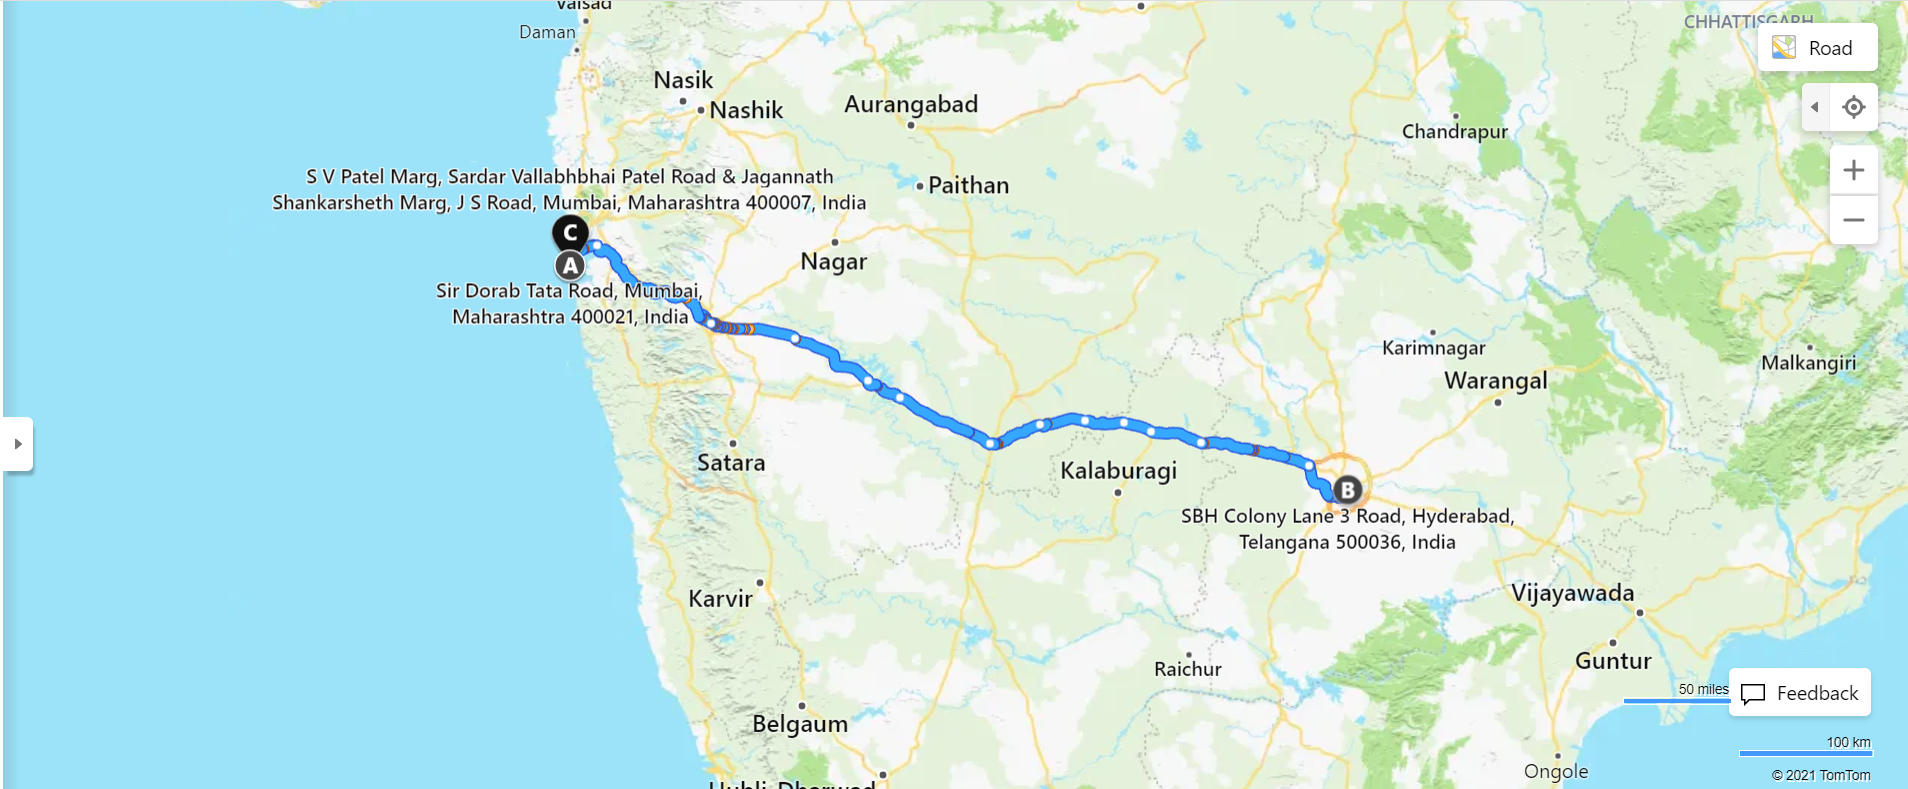 Valsad
Daman
CHHATTISGARH
Road
Nasik
Nashik
Aurangabad
Chandrapur
S V Patel Marg, Sardar Vallabhbhai Patel Road & Jagannath
Shankarsheth Marg, J S Road, Mumbai, Maharashtra 400007, India
Paithan
C
A
Nagar
Sir Dorab Tata Road, Mumbai,
Maharashtra 400021, India
Karimnagar
Malkangiri
Warangal
Satara
Kalaburagi
B
SBH Colony Lane 3 Road, Hyderabad,
Telangana 500036, India
Karvir
Vijayawada
Guntur
Raichur
50 miles
Feedback
Belgaum
100 km
Ongole
© 2021 TomTom
Hubli-Dharwad